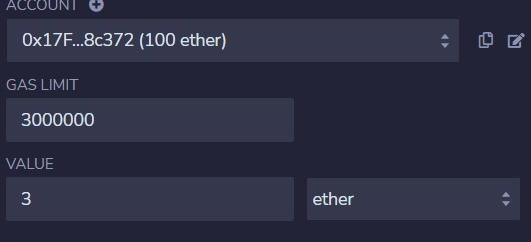 ACCOUNT
0x17F...8c372 (100 ether)
GAS LIMIT
3000000
VALUE
3 ether